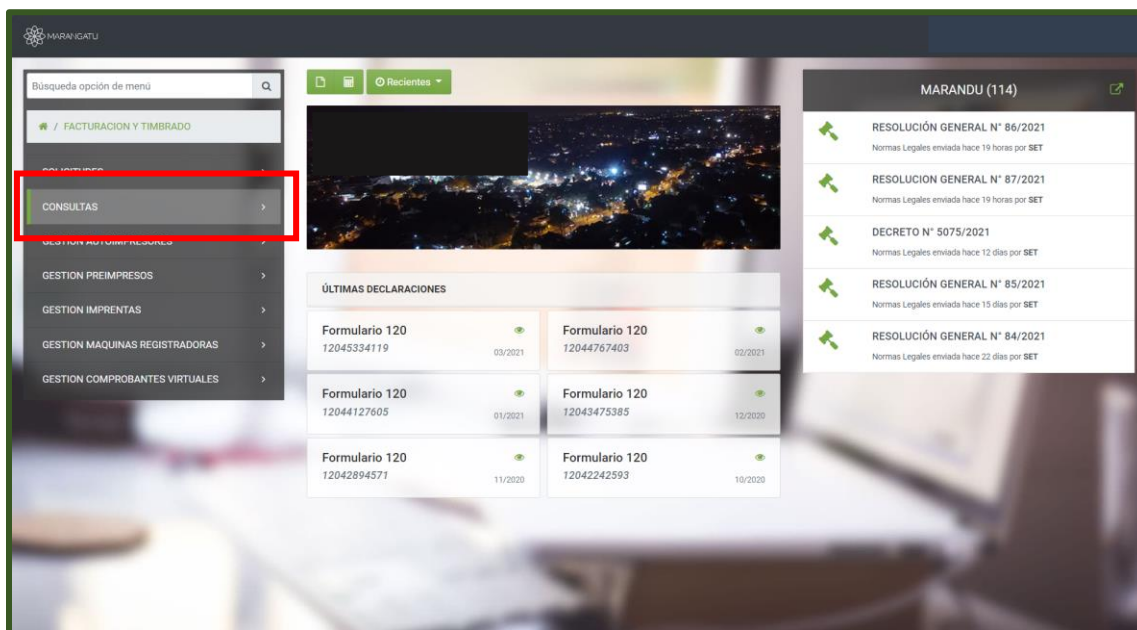 MARANGATU
Búsqueda opción de menú
/ FACTURACION Y TIMBRADO
SOLICITUDES
CONSULTAS
GESTION AUTOIMPRESORES
GESTION PREIMPRESOS
GESTION IMPRENTAS
GESTION MAQUINAS REGISTRADORAS
GESTION COMPROBANTES VIRTUALES
Recientes
ÚLTIMAS DECLARACIONES
Formulario 120
12045334119
03/2021
Formulario 120
12044767403
02/2021
Formulario 120
12044127605
01/2021
Formulario 120
12043475385
12/2020
Formulario 120
12042894571
11/2020
Formulario 120
12042242593
10/2020
MARANDU (114)
RESOLUCIÓN GENERAL N° 86/2021
Normas Legales enviada hace 19 horas por SET
RESOLUCION GENERAL N° 87/2021
Normas Legales enviada hace 19 horas por SET
DECRETO N° 5075/2021
Normas Legales enviada hace 12 días por SET
RESOLUCIÓN GENERAL N° 85/2021
Normas Legales enviada hace 15 días por SET
RESOLUCIÓN GENERAL N° 84/2021
Normas Legales enviada hace 22 días por SET